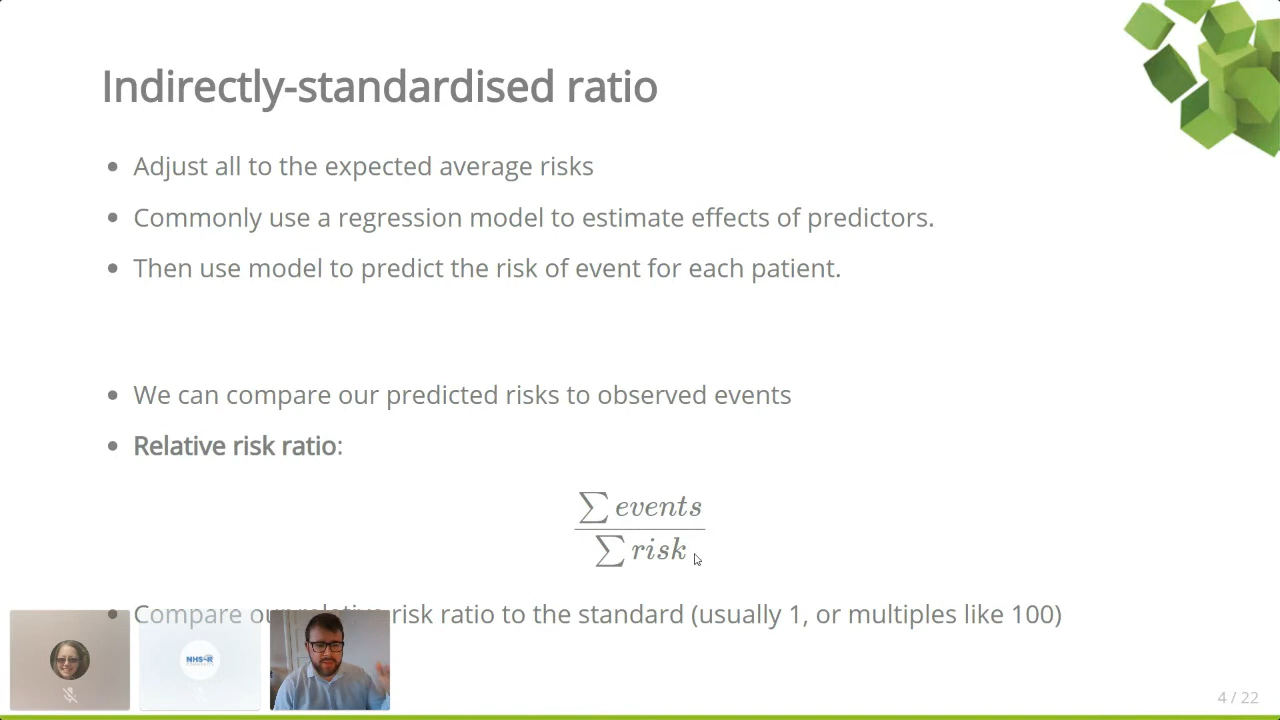 Indirectly-standardised ratio
Adjust all to the expected average risks
Commonly use a regression model to estimate effects of predictors.
Then use model to predict the risk of event for each patient.
We can compare our predicted risks to observed events
Relative risk ratio:
∑ events
∑ risk
Compare our relative risk ratio to the standard (usually 1, or multiples like 100)
NHS-R
4 / 22